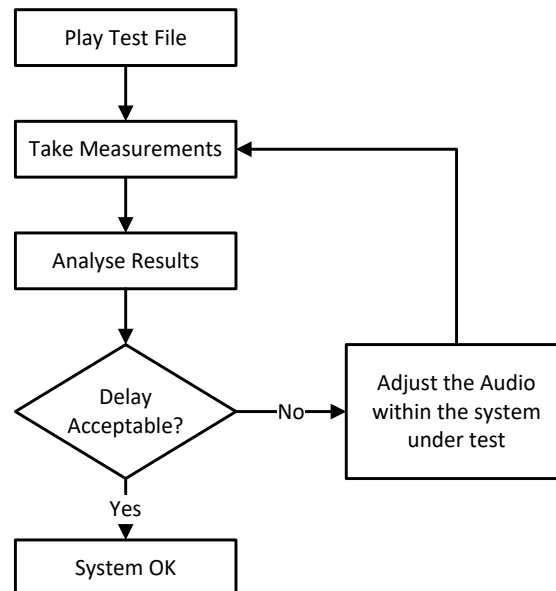 Play Test File
Take Measurements
Analyse Results
Delay
Acceptable?
No
Adjust the Audio
within the system
under test
Yes
System OK